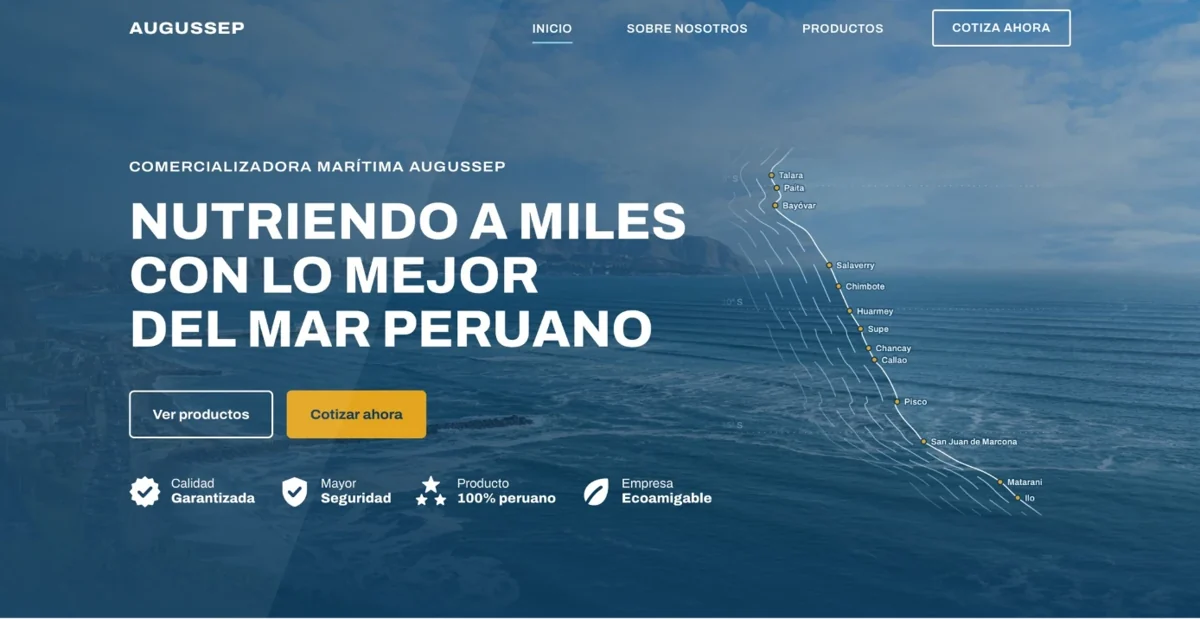 AUGUSSEP
INICIO
SOBRE NOSOTROS
PRODUCTOS
COTIZA AHORA
COMERCIALIZADORA MARÍTIMA AUGUSSEP
NUTRIENDO A MILES
CON LO MEJOR
DEL MAR PERUANO
Ver productos
Cotizar ahora
Calidad
Garantizada
Mayor
Seguridad
Producto
100% peruano
Empresa
Ecoamigable
Talara
Paita
Bayóvar
Salaverry
Chimbote
Huarmey
Supe
Chancay
Callao
Pisco
San Juan de Marcona
Matarani
Ilo